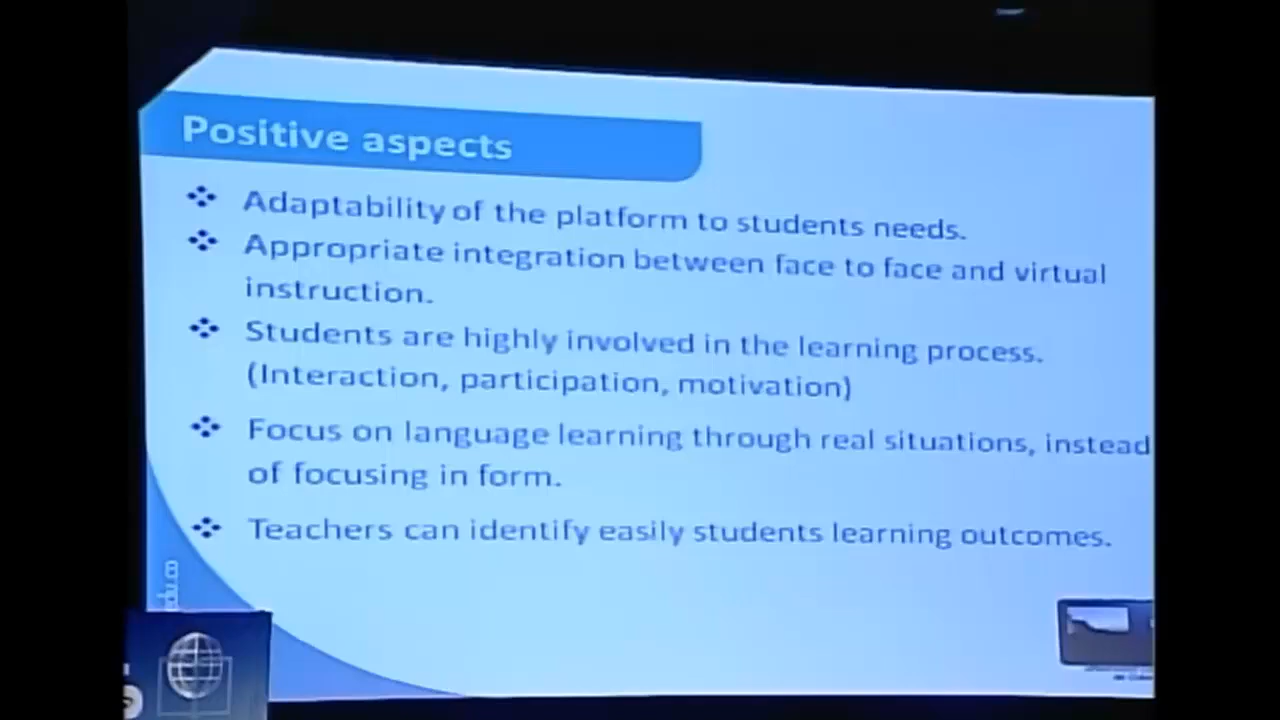 Positive aspects
Adaptability of the platform to students needs.
Appropriate integration between face to face and virtual
instruction.
Students are highly involved in the learning process.
(Interaction, participation, motivation)
Focus on language learning through real situations, instead
of focusing in form.
Teachers can identify easily students learning outcomes.
edu.co